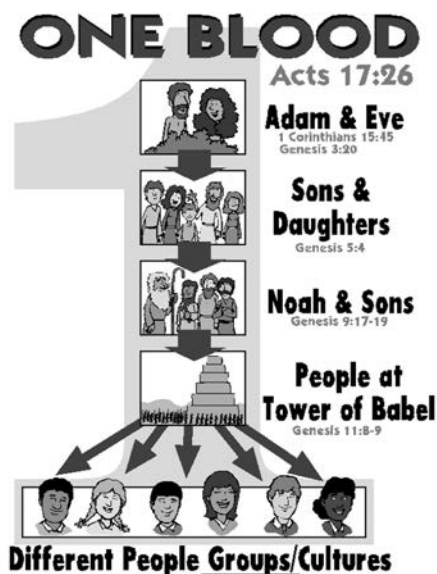 ONE BLOOD
Acts 17:26
Adam & Eve
1 Corinthians 15:45
Genesis 3:20
Sons &
Daughters
Genesis 5:4
Noah & Sons
Genesis 9:17-19
People at
Tower of Babel
Genesis 11:8-9
Different People Groups/Cultures